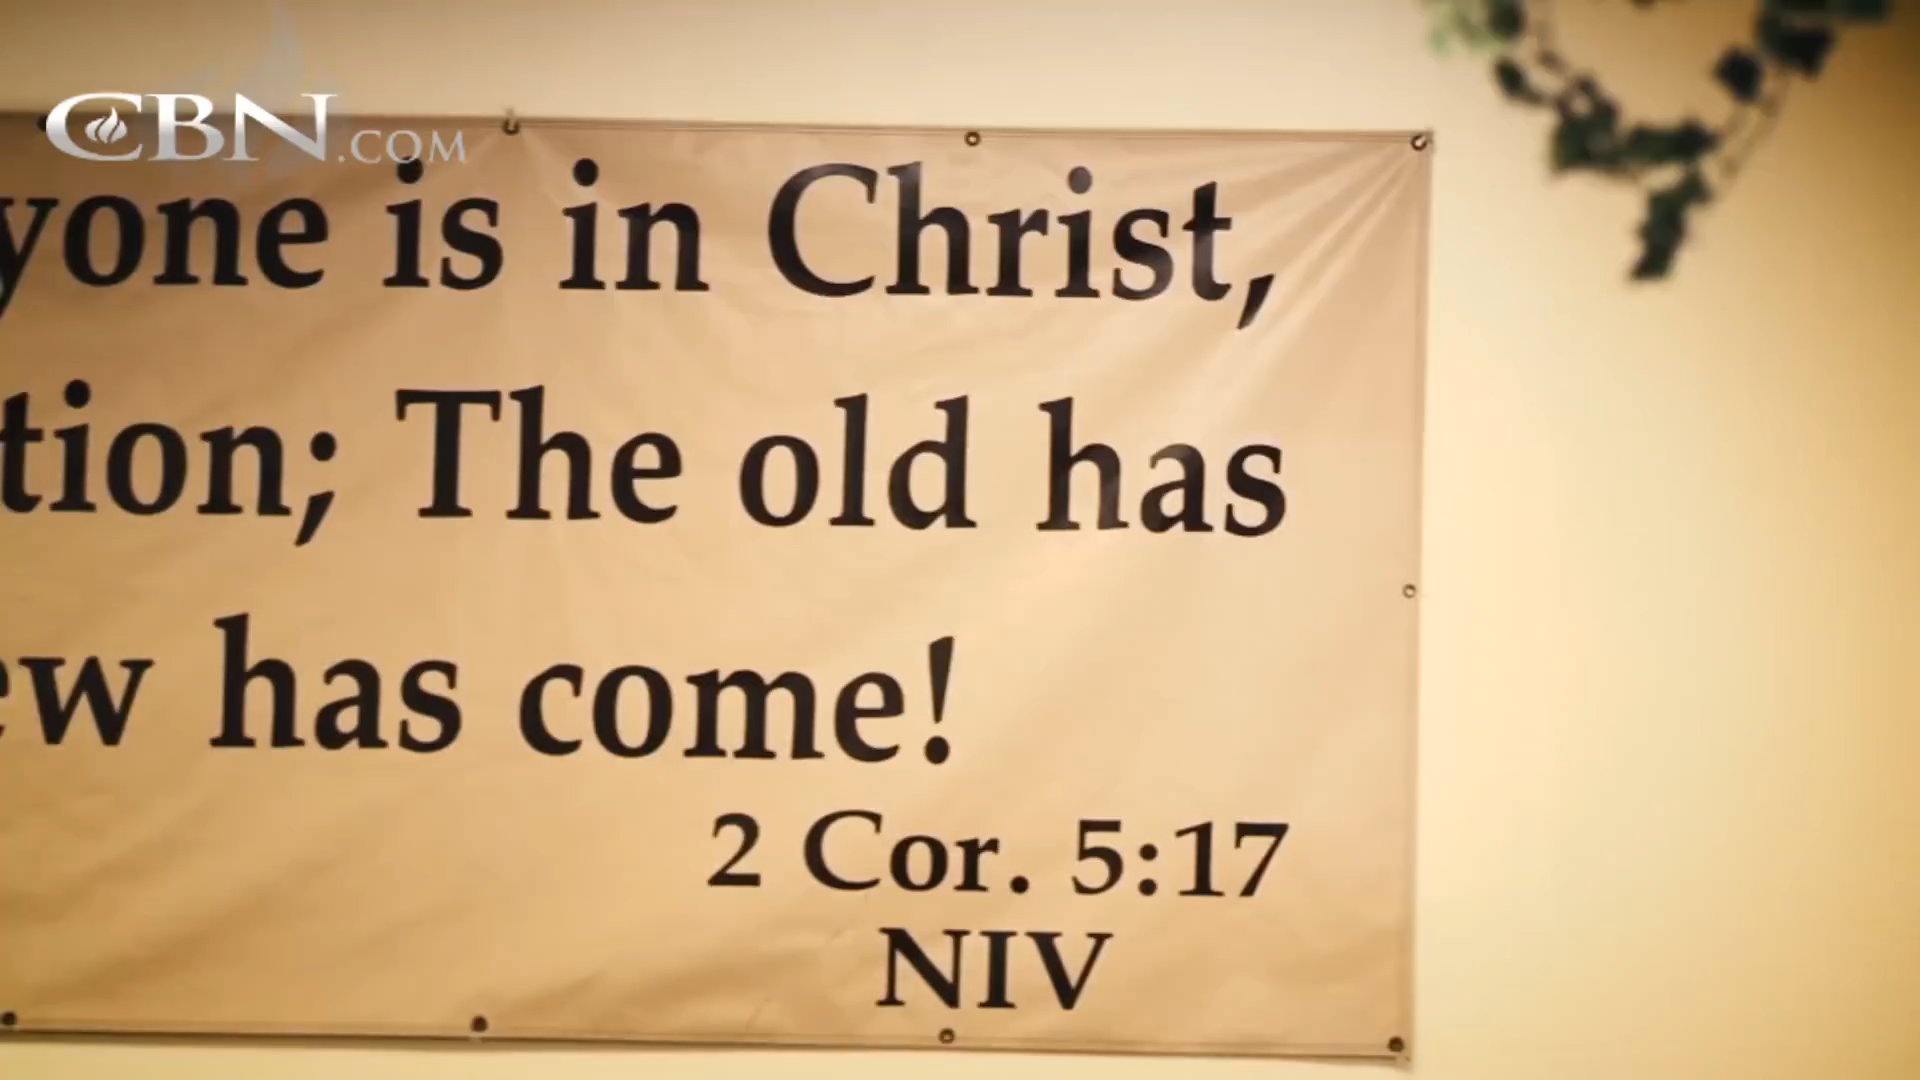 CBN.COM
yone is in Christ,
tion; The old has
ew has come!
2 Cor. 5:17
NIV